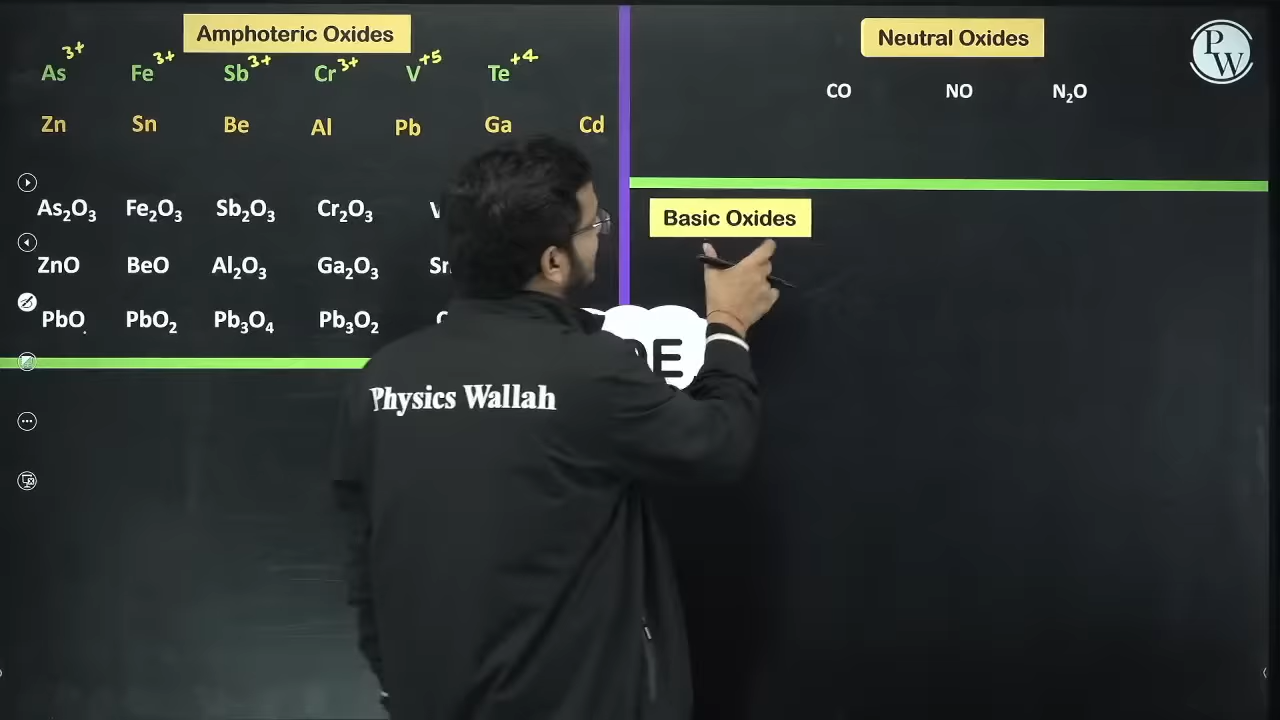 Amphoteric Oxides
As³⁺ Fe³⁺ Sb³⁺ Cr³⁺ V⁺⁵ Te⁺⁴
Zn Sn Be Al Pb Ga Cd
As₂O₃ Fe₂O₃ Sb₂O₃ Cr₂O₃
ZnO BeO Al₂O₃ Ga₂O₃
PbO PbO₂ Pb₃O₄ Pb₃O₂
Neutral Oxides
CO NO N₂O
Basic Oxides
Physics Wallah
PW